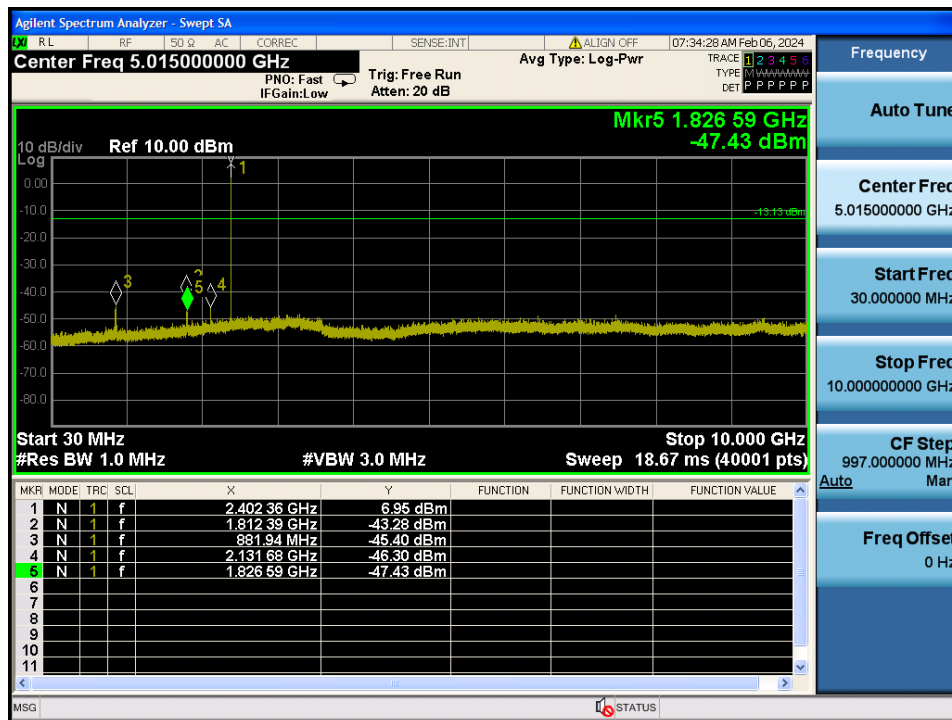 Agilent Spectrum Analyzer - Swept SA
LXI RL RF 50 Ω AC CORREC SENSE:INT ALIGN OFF 07:34:28 AM Feb 06, 2024
Center Freq 5.015000000 GHz
PNO: Fast
IFGain:Low
Trig: Free Run
Atten: 20 dB
Avg Type: Log-Pwr
TRACE 1 2 3 4 5 6
TYPE M W W W W W
DET P P P P P P
Mkr5 1.826 59 GHz
-47.43 dBm
10 dB/div Ref 10.00 dBm
Log
1
0.00
-10.0
-13.13 dBm
-20.0
-30.0
3
2
5
4
-40.0
-50.0
-60.0
-70.0
-80.0
Start 30 MHz Stop 10.000 GHz
#Res BW 1.0 MHz #VBW 3.0 MHz Sweep 18.67 ms (40001 pts)
MKR MODE TRC SCL X Y FUNCTION FUNCTION WIDTH FUNCTION VALUE
1 N 1 f 2.402 36 GHz 6.95 dBm
2 N 1 f 1.812 39 GHz -43.28 dBm
3 N 1 f 881.94 MHz -45.40 dBm
4 N 1 f 2.131 68 GHz -46.30 dBm
5 N 1 f 1.826 59 GHz -47.43 dBm
6
7
8
9
10
11
MSG STATUS
Frequency
Auto Tune
Center Freq
5.015000000 GHz
Start Freq
30.000000 MHz
Stop Freq
10.000000000 GHz
CF Step
997.000000 MHz
Auto Man
Freq Offset
0 Hz